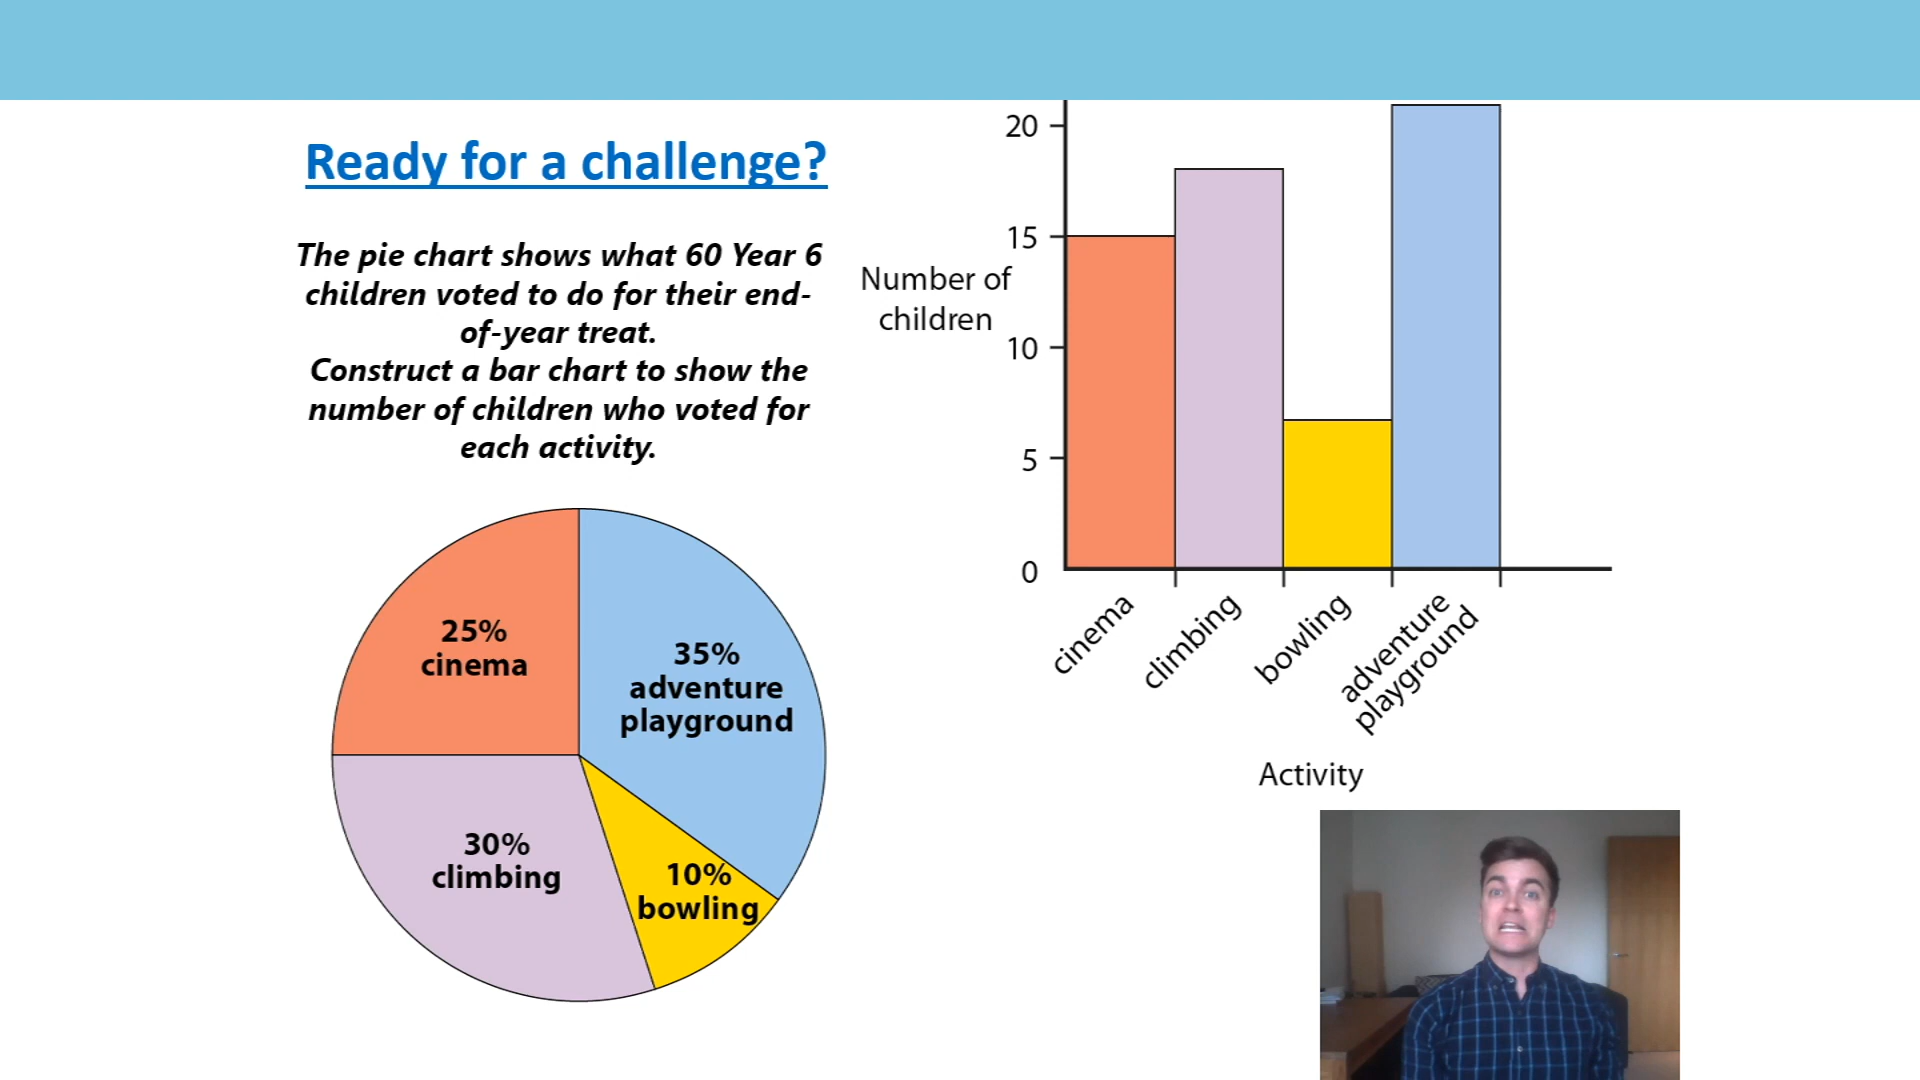 Ready for a challenge?
The pie chart shows what 60 Year 6
children voted to do for their end-
of-year treat.
Construct a bar chart to show the
number of children who voted for
each activity.
25%
cinema
35%
adventure
playground
30%
climbing
10%
bowling
20
15
10
5
0
Number of
children
cinema
climbing
bowling
adventure
playground
Activity